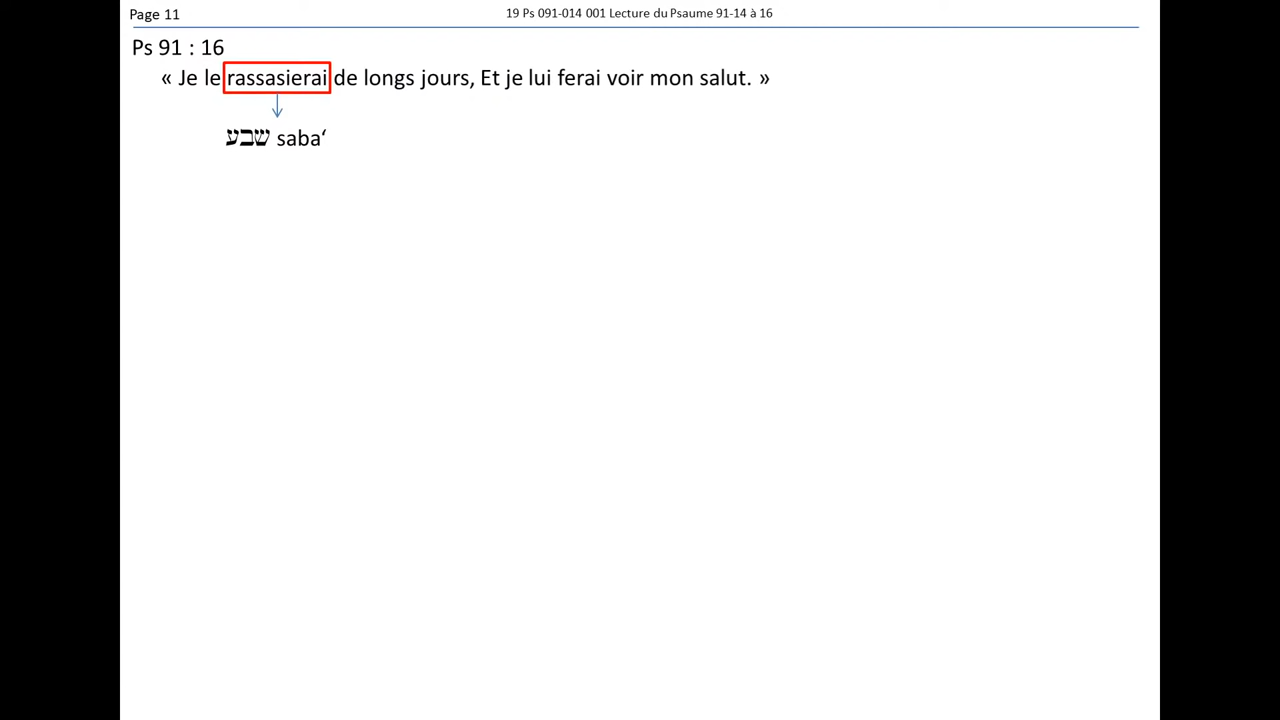 Page 11
19 Ps 091-014 001 Lecture du Psaume 91-14 à 16
Ps 91 : 16
« Je le rassasierai de longs jours, Et je lui ferai voir mon salut. »
שבע saba‘